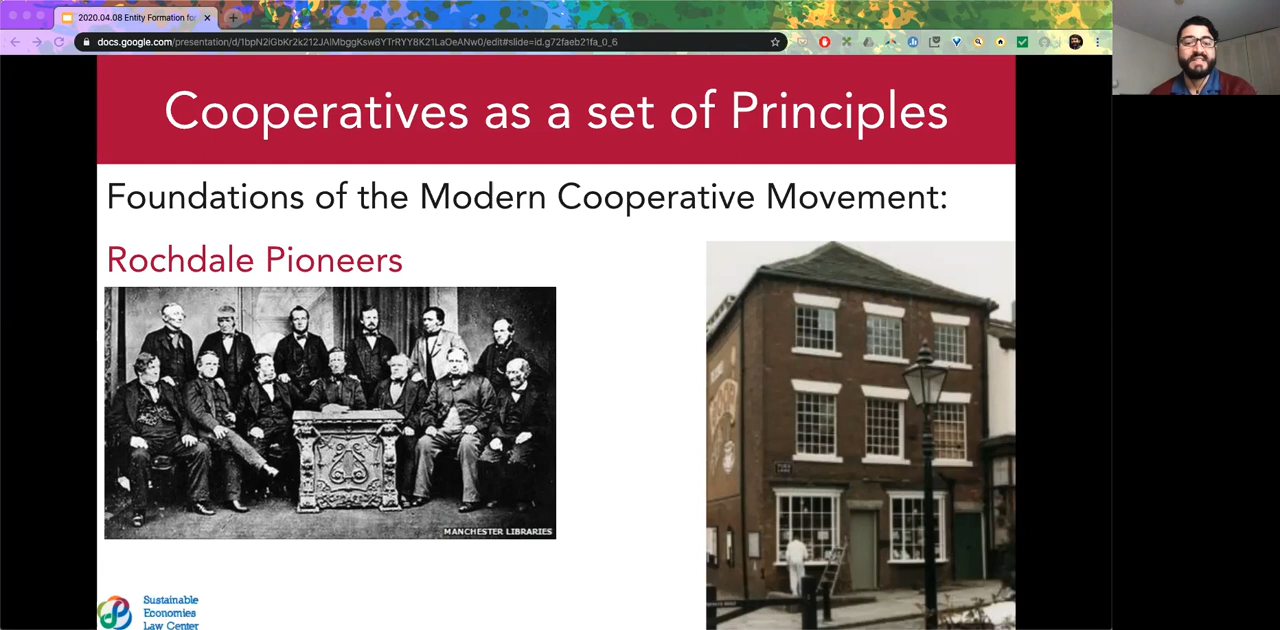 2020.04.08 Entity Formation for
docs.google.com/presentation/d/1bpN2iGbKr2k212JAlMbggKsw8YTrRYY8K21LaOeANw0/edit#slide=id.g72faeb21fa_0_6
Cooperatives as a set of Principles
Foundations of the Modern Cooperative Movement:
Rochdale Pioneers
MANCHESTER LIBRARIES
Sustainable
Economies
Law Center